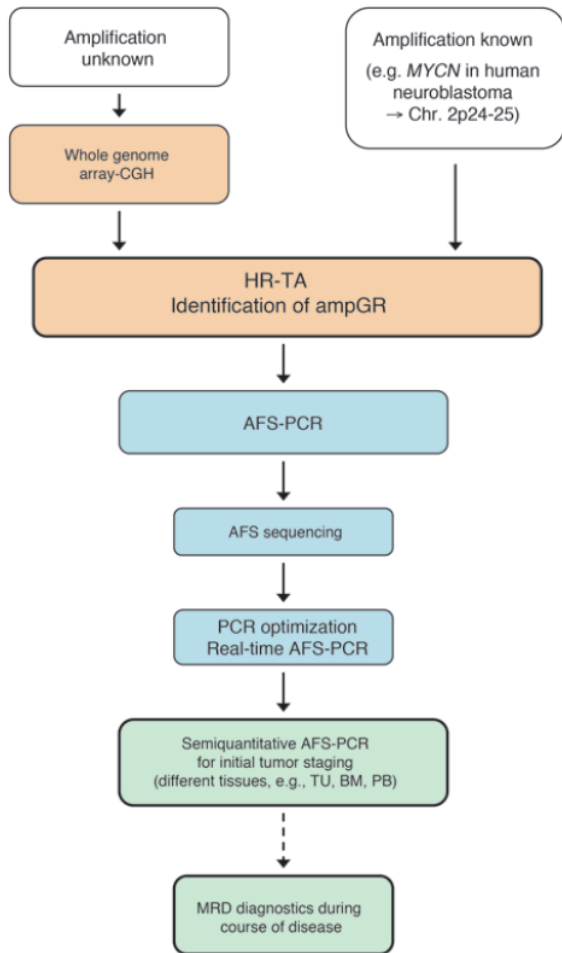 Amplification
unknown
Amplification known
(e.g. MYCN in human
neuroblastoma
→ Chr. 2p24-25)
Whole genome
array-CGH
HR-TA
Identification of ampGR
AFS-PCR
AFS sequencing
PCR optimization
Real-time AFS-PCR
Semiquantitative AFS-PCR
for initial tumor staging
(different tissues, e.g., TU, BM, PB)
MRD diagnostics during
course of disease